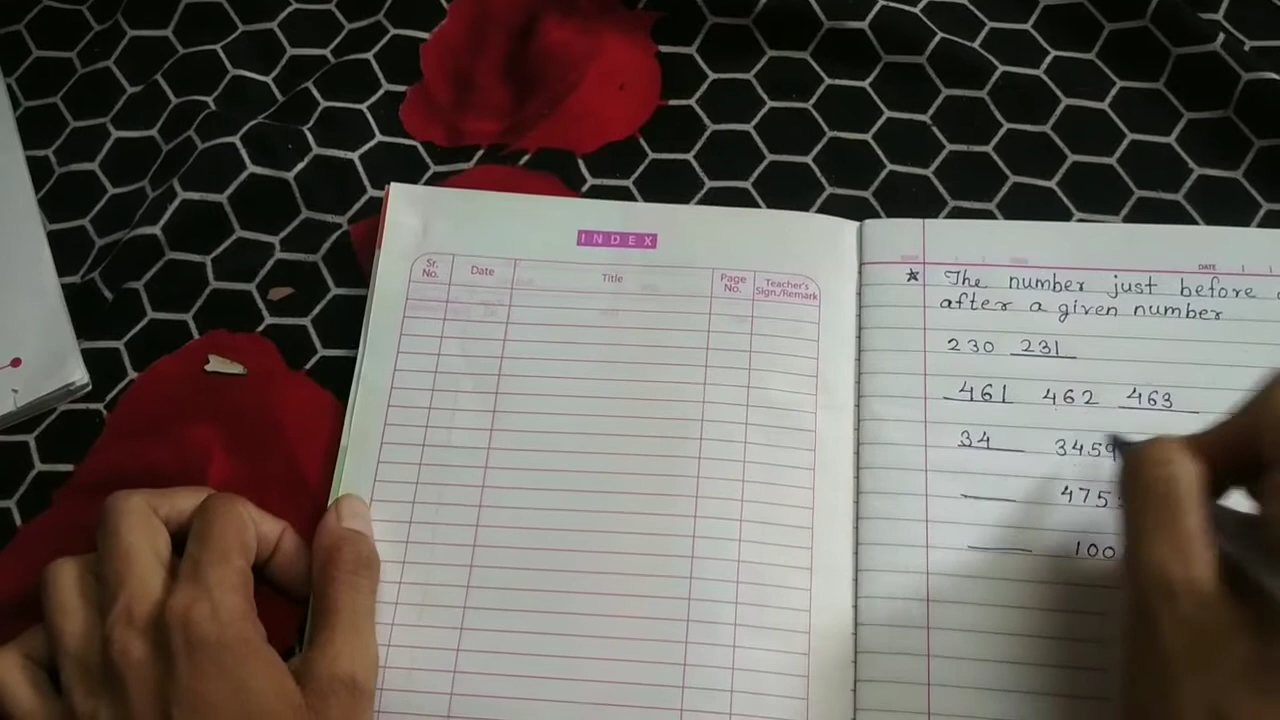 INDEX
Sr. No.
Date
Title
Page No.
Teacher's Sign./Remark
DATE
☆ The number just before
after a given number
230 231
461 462 463
34 3459
475
100